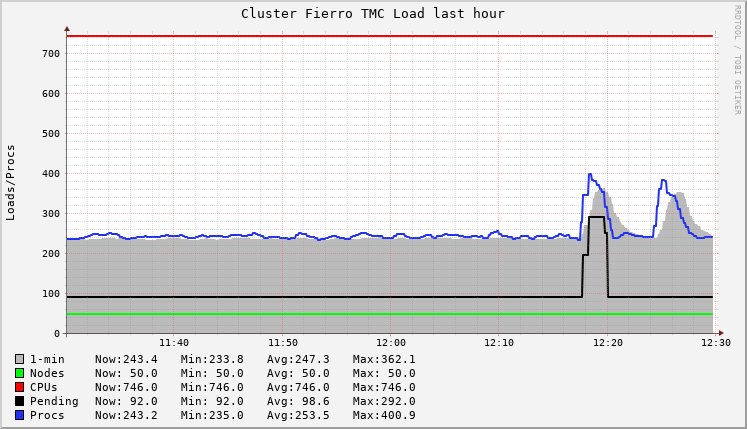 Cluster Fierro TMC Load last hour
RRDTOOL / TOBI OETIKER
Loads/Procs
700
600
500
400
300
200
100
0
11:40 11:50 12:00 12:10 12:20 12:30
1-min Now:243.4 Min:233.8 Avg:247.3 Max:362.1
Nodes Now: 50.0 Min: 50.0 Avg: 50.0 Max: 50.0
CPUs Now:746.0 Min:746.0 Avg:746.0 Max:746.0
Pending Now: 92.0 Min: 92.0 Avg: 98.6 Max:292.0
Procs Now:243.2 Min:235.0 Avg:253.5 Max:400.9